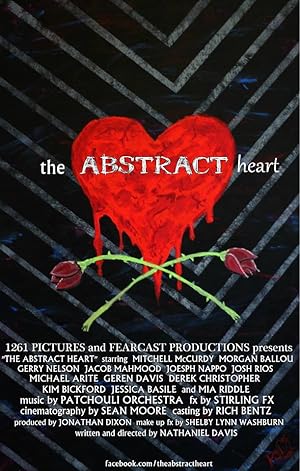 the ABSTRACT heart
1261 PICTURES and FEARCAST PRODUCTIONS presents
"THE ABSTRACT HEART" starring MITCHELL McCURDY MORGAN BALLOU
GERRY NELSON JACOB MAHMOOD JOESPH NAPPO JOSH RIOS
MICHAEL ARITE GEREN DAVIS DEREK CHRISTOPHER
KIM BICKFORD JESSICA BASILE and MIA RIDDLE
music by PATCHOULI ORCHESTRA fx by STIRLING FX
cinematography by SEAN MOORE casting by RICH BENTZ
produced by JONATHAN DIXON make up fx by SHELBY LYNN WASHBURN
written and directed by NATHANIEL DAVIS
facebook.com/theabstractheart